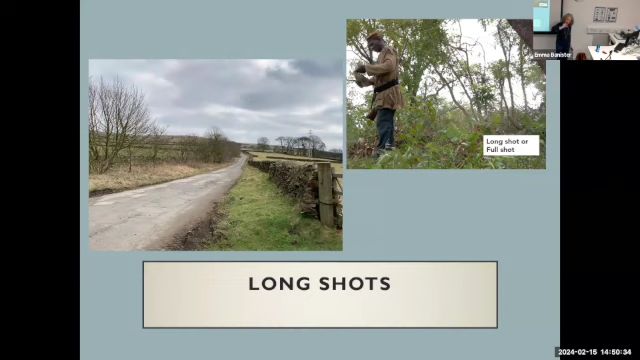 Long shot or
Full shot
LONG SHOTS
Emma Banister
2024-02-15 14:50:34